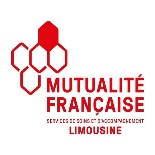 MUTUALITÉ
FRANÇAISE
SERVICES DE SOINS ET D'ACCOMPAGNEMENT
LIMOUSINE